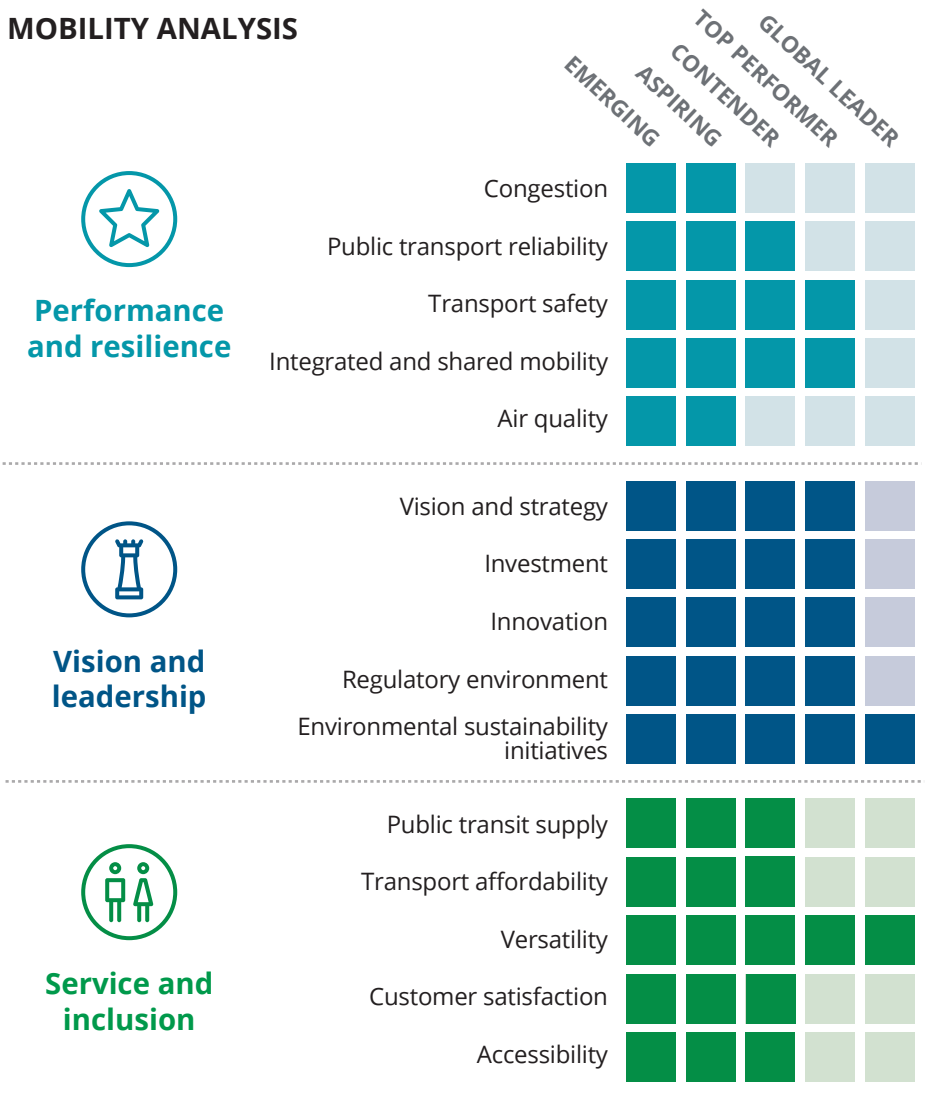 MOBILITY ANALYSIS
EMERGING
ASPIRING
CONTENDER
TOP PERFORMER
GLOBAL LEADER
Performance
and resilience
Congestion
Public transport reliability
Transport safety
Integrated and shared mobility
Air quality
Vision and
leadership
Vision and strategy
Investment
Innovation
Regulatory environment
Environmental sustainability
initiatives
Service and
inclusion
Public transit supply
Transport affordability
Versatility
Customer satisfaction
Accessibility